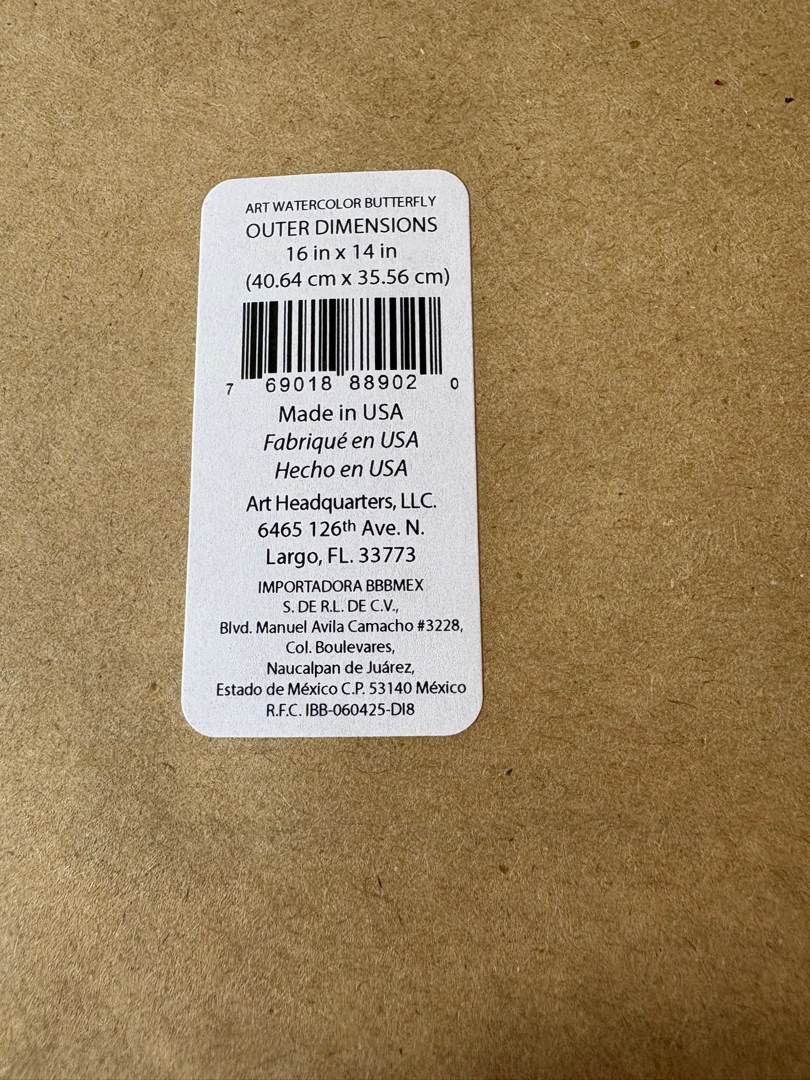 ART WATERCOLOR BUTTERFLY
OUTER DIMENSIONS
16 in x 14 in
(40.64 cm x 35.56 cm)
7 69018 88902 0
Made in USA
Fabriqué en USA
Hecho en USA
Art Headquarters, LLC.
6465 126th Ave. N.
Largo, FL. 33773
IMPORTADORA BBBMEX
S. DE R.L. DE C.V.,
Blvd. Manuel Avila Camacho #3228,
Col. Boulevares,
Naucalpan de Juárez,
Estado de México C.P. 53140 México
R.F.C. IBB-060425-DI8